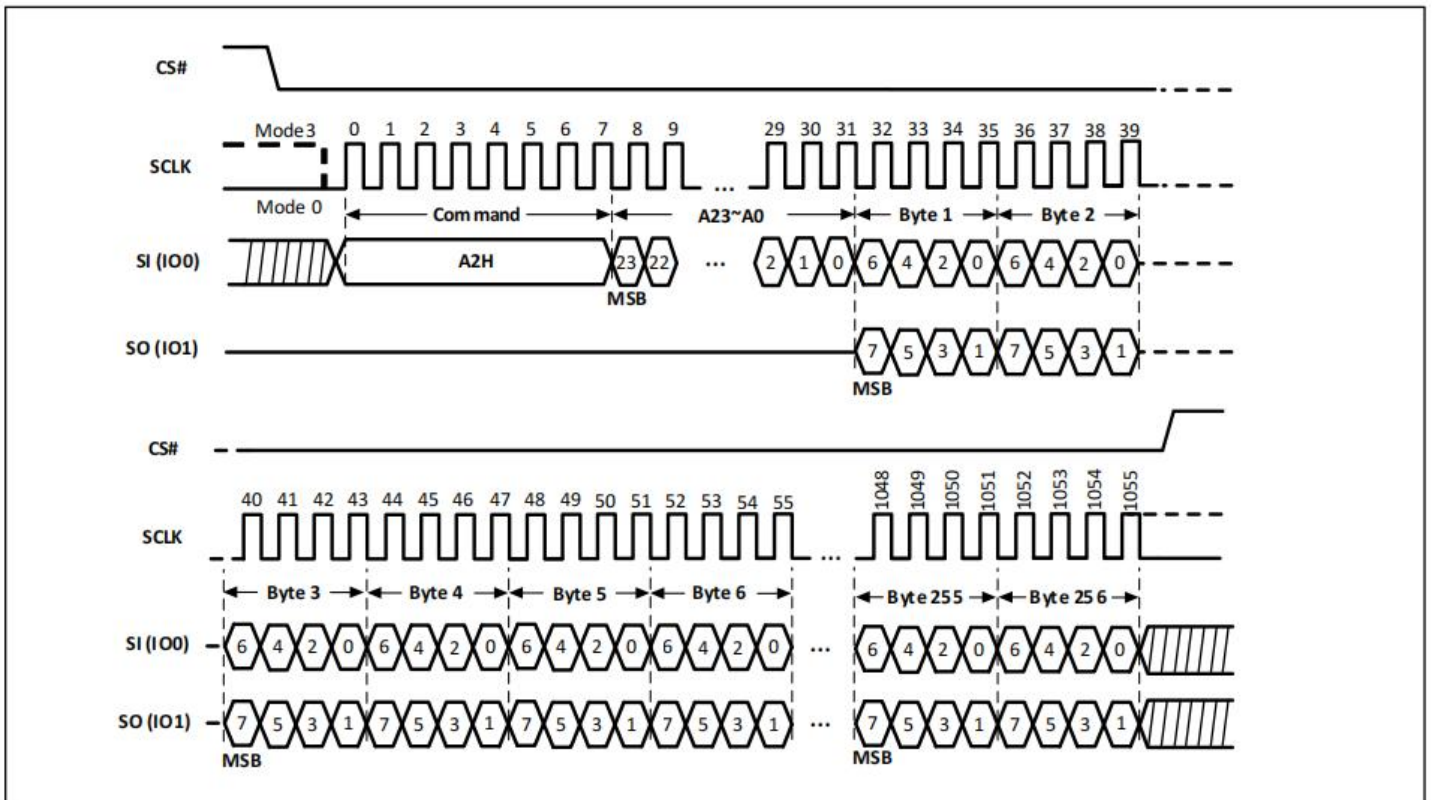 CS#
Mode3 0 1 2 3 4 5 6 7 8 9 29 30 31 32 33 34 35 36 37 38 39
SCLK ...
Mode 0 Command A23~A0 Byte 1 Byte 2
SI (IO0) A2H 23 22 ... 2 1 0 6 4 2 0 6 4 2 0
MSB
SO (IO1) 7 5 3 1 7 5 3 1
MSB
CS#
40 41 42 43 44 45 46 47 48 49 50 51 52 53 54 55 1048 1049 1050 1051 1052 1053 1054 1055
SCLK ...
Byte 3 Byte 4 Byte 5 Byte 6 Byte 255 Byte 256
SI (IO0) 6 4 2 0 6 4 2 0 6 4 2 0 6 4 2 0 ... 6 4 2 0 6 4 2 0
SO (IO1) 7 5 3 1 7 5 3 1 7 5 3 1 7 5 3 1 ... 7 5 3 1 7 5 3 1
MSB MSB